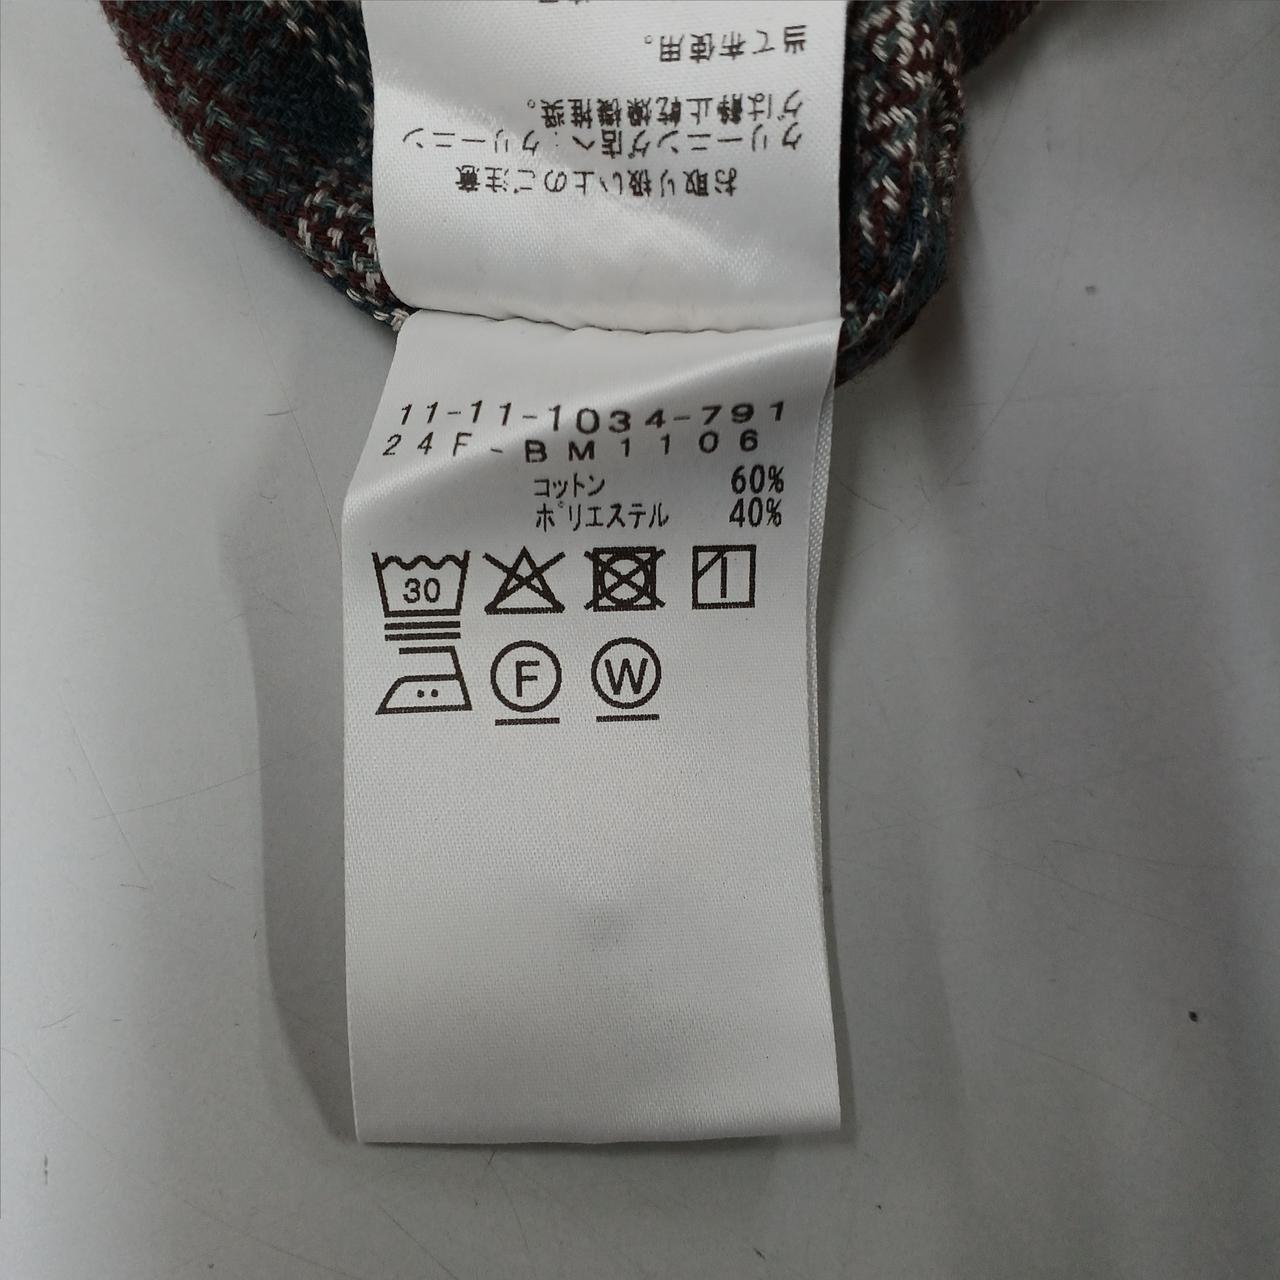 当て布使用。
グは静止乾燥機推奨。
クリーニング店へ：クリーニン
お取り扱い上のご注意
11-11-1034-791
24F-BM1106
コットン 60%
ポリエステル 40%
30
F W